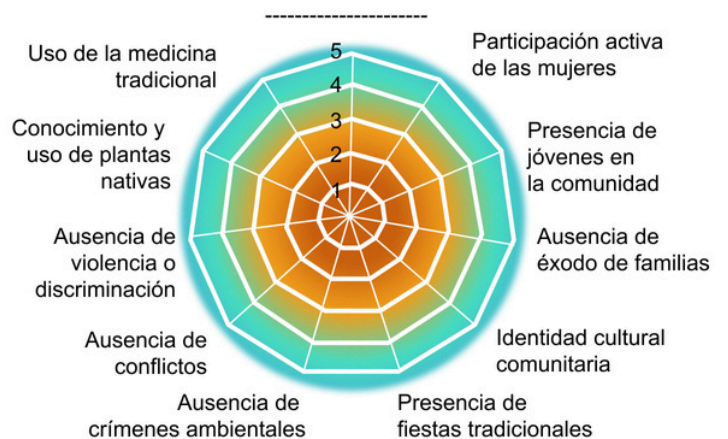 Uso de la medicina
tradicional
Participación activa
de las mujeres
Conocimiento y
uso de plantas
nativas
Presencia de
jóvenes en
la comunidad
Ausencia de
violencia o
discriminación
Ausencia de
éxodo de familias
Ausencia de
conflictos
Identidad cultural
comunitaria
Ausencia de
crímenes ambientales
Presencia de
fiestas tradicionales
5
4
3
2
1